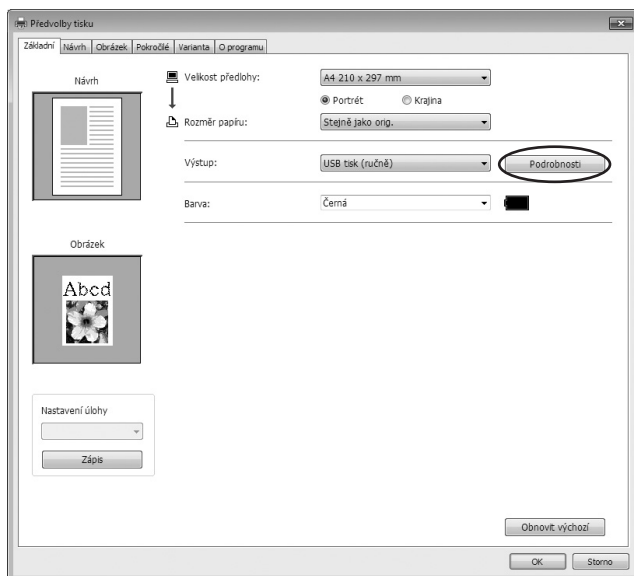 Předvolby tisku
Základní Návrh Obrázek Pokročilé Varianta O programu
Návrh
Velikost předlohy: A4 210 x 297 mm
Portrét Krajina
Rozměr papíru: Stejně jako orig.
Výstup: USB tisk (ručně) Podrobnosti
Barva: Černá
Obrázek
Abcd
Nastavení úlohy
Zápis
Obnovit výchozí
OK Storno